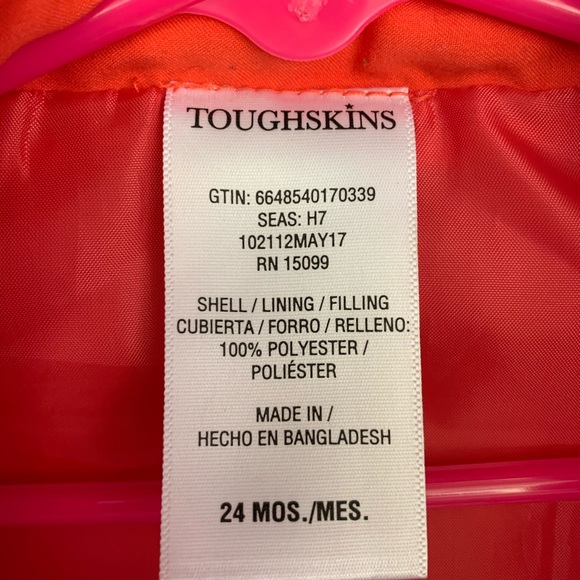 TOUGHSKINS
GTIN: 6648540170339
SEAS: H7
102112MAY17
RN 15099
SHELL / LINING / FILLING
CUBIERTA / FORRO / RELLENO:
100% POLYESTER /
POLIÉSTER
MADE IN /
HECHO EN BANGLADESH
24 MOS./MES.